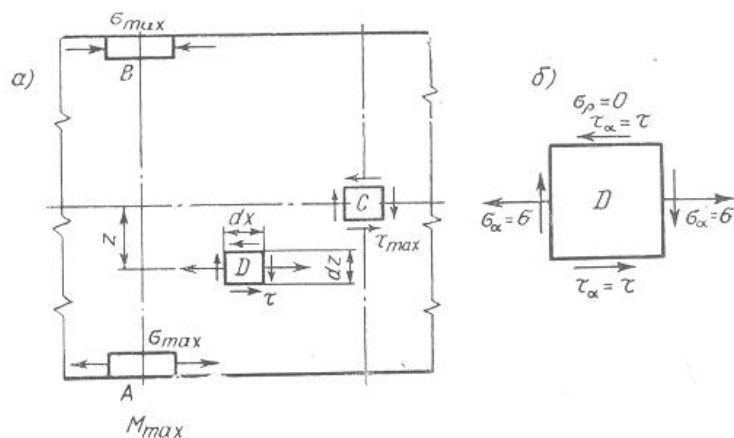 а)
σmax
B
C
τmax
z
dx
D
dz
τ
σmax
A
Mmax
б)
σβ=0
τα=τ
σα=σ
D
σα=σ
τα=τ